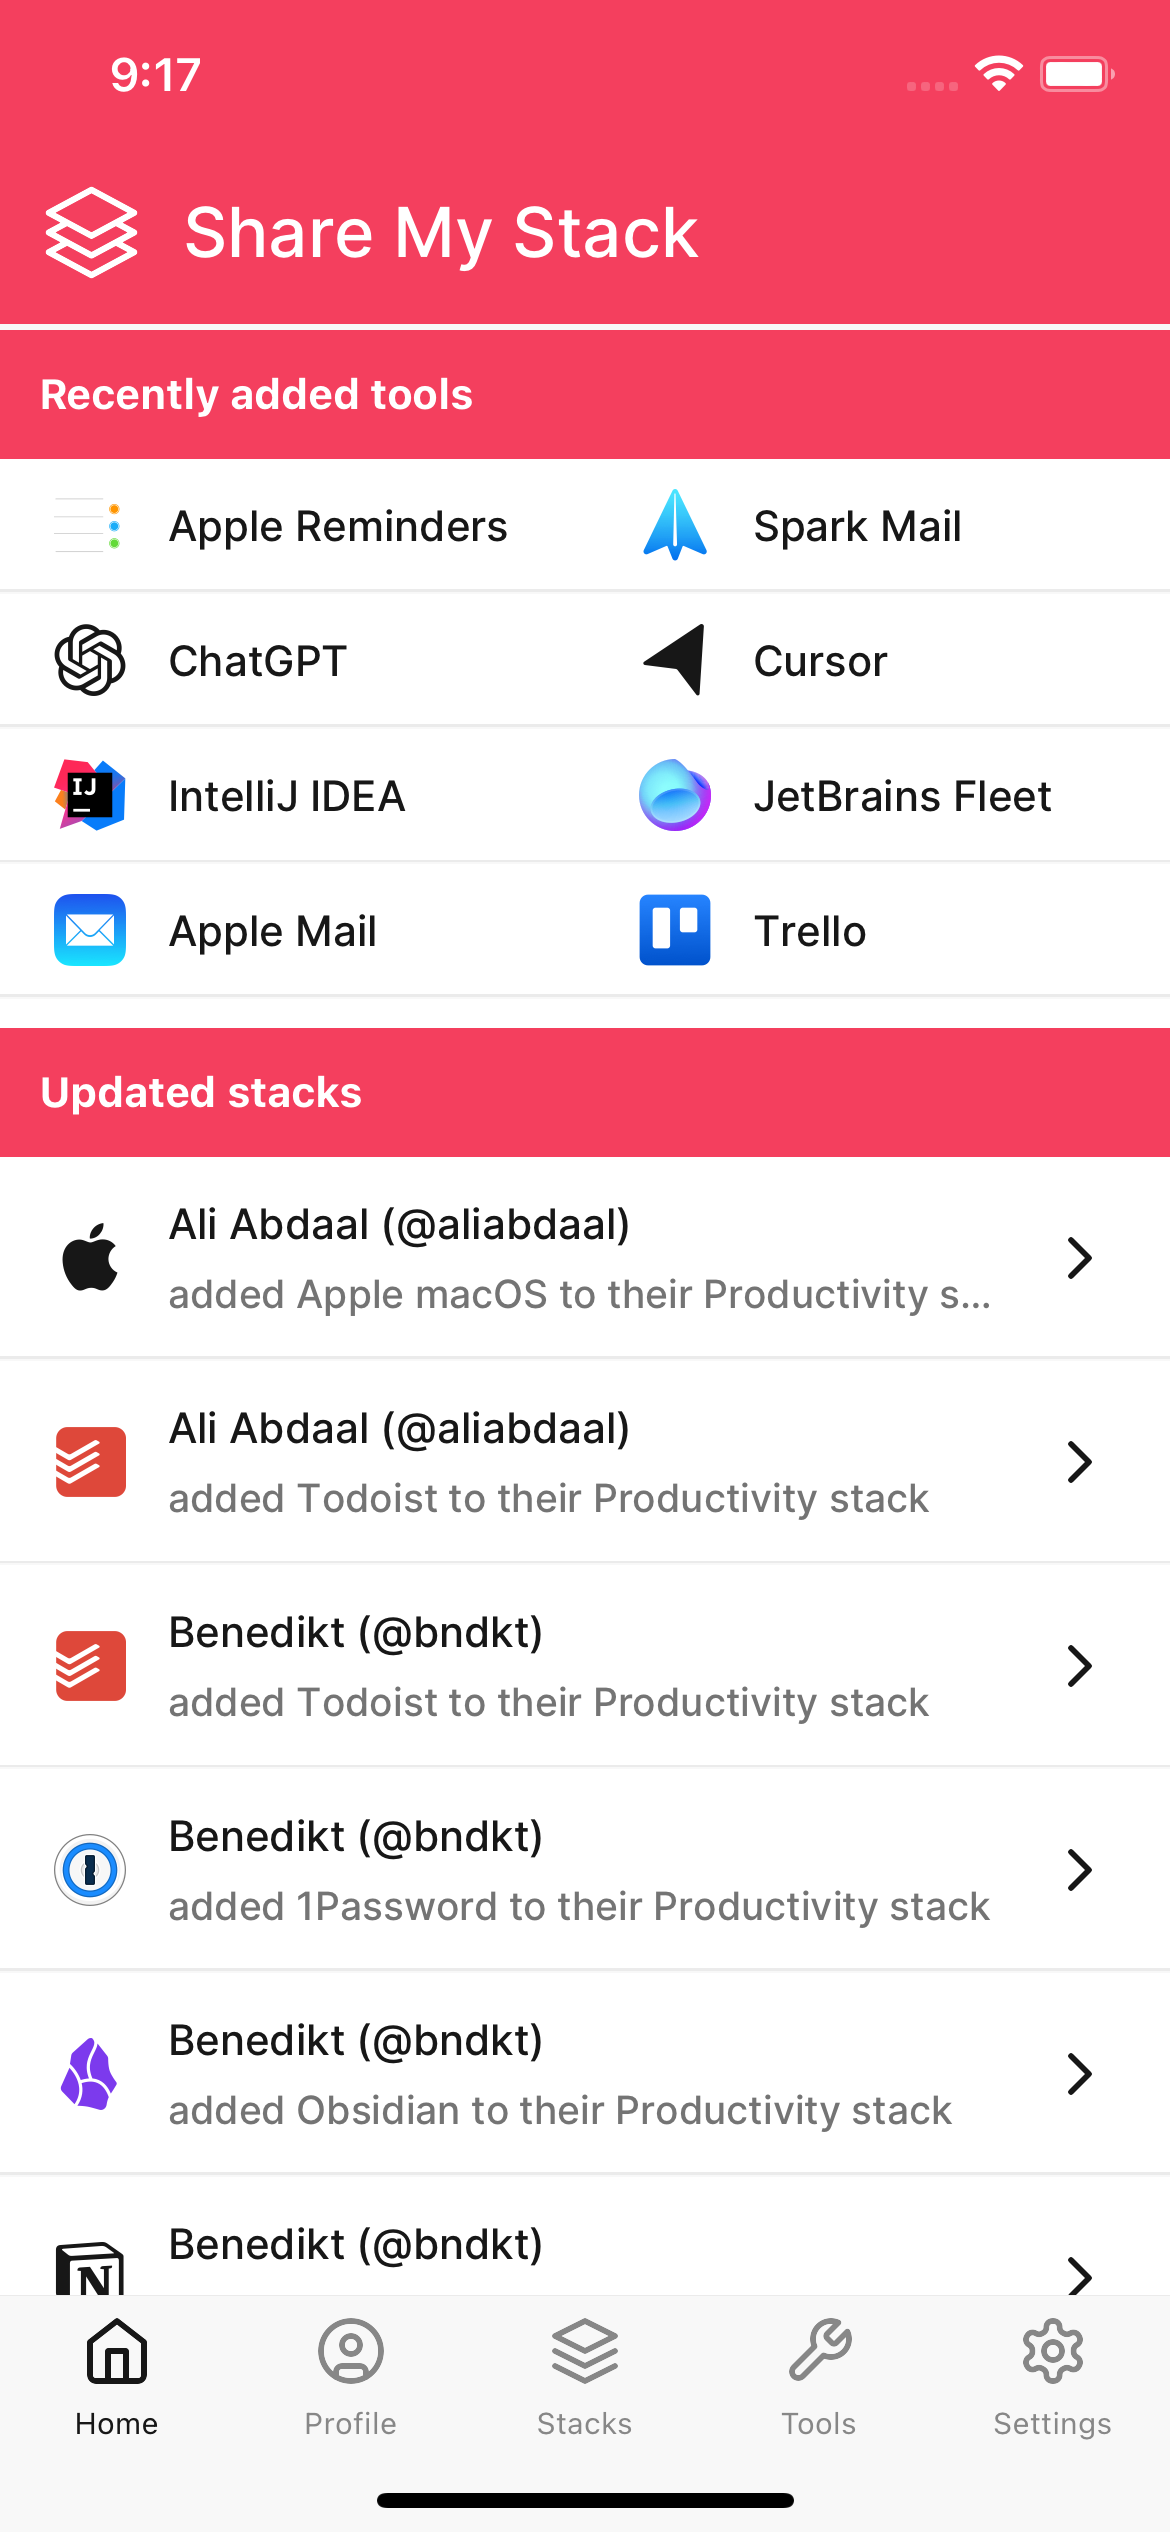 9:17
Share My Stack
Recently added tools
Apple Reminders
Spark Mail
ChatGPT
Cursor
IJ
IntelliJ IDEA
JetBrains Fleet
Apple Mail
Trello
Updated stacks
Ali Abdaal (@aliabdaal)
added Apple macOS to their Productivity s...
Ali Abdaal (@aliabdaal)
added Todoist to their Productivity stack
Benedikt (@bndkt)
added Todoist to their Productivity stack
Benedikt (@bndkt)
added 1Password to their Productivity stack
Benedikt (@bndkt)
added Obsidian to their Productivity stack
Benedikt (@bndkt)
N
Home
Profile
Stacks
Tools
Settings